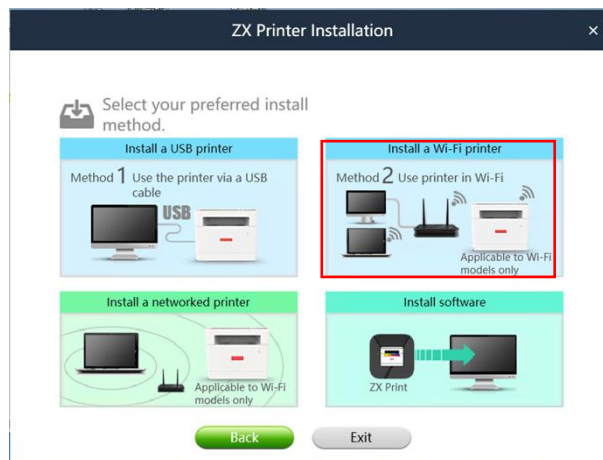 ZX Printer Installation
Select your preferred install
method.
Install a USB printer
Method 1 Use the printer via a USB
cable
USB
Install a Wi-Fi printer
Method 2 Use printer in Wi-Fi
Applicable to Wi-Fi
models only
Install a networked printer
Applicable to Wi-Fi
models only
Install software
ZX Print
Back
Exit